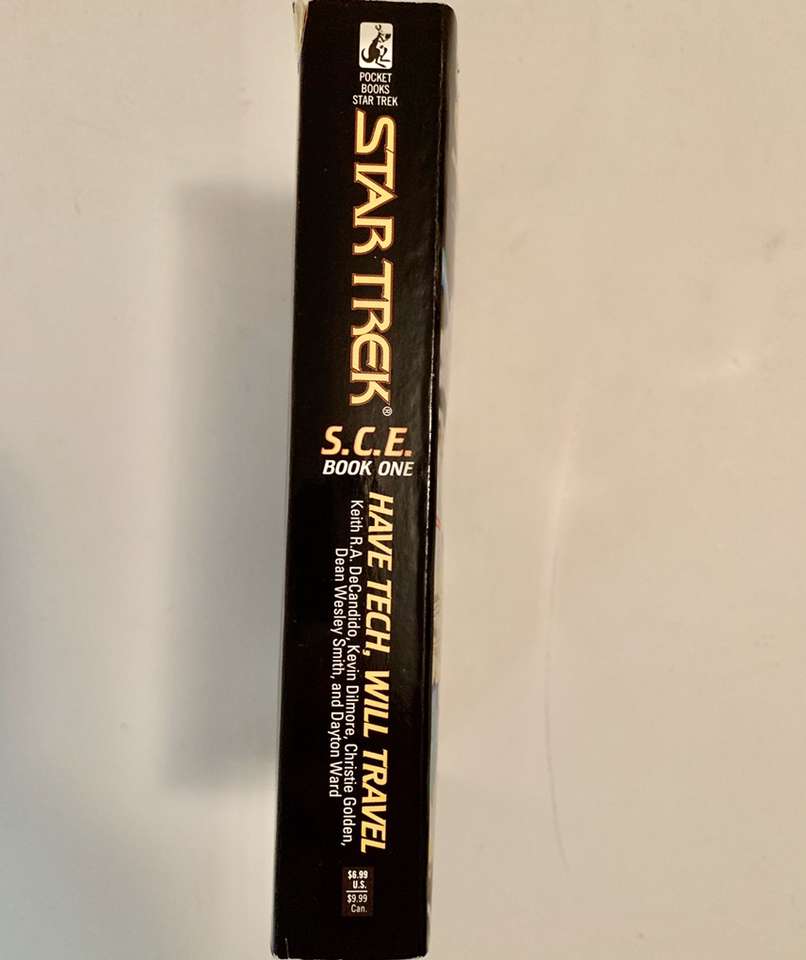 POCKET
BOOKS
STAR TREK
STAR TREK®
S.C.E.
BOOK ONE
HAVE TECH, WILL TRAVEL
Keith R.A. DeCandido, Kevin Dilmore, Christie Golden,
Dean Wesley Smith, and Dayton Ward
$6.99
U.S.
$9.99
Can.